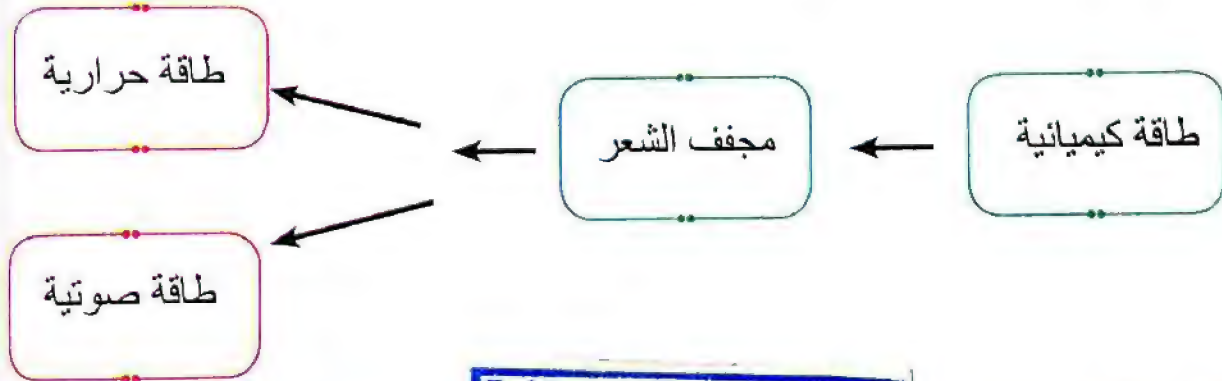 طاقة كيميائية
مجفف الشعر
طاقة حرارية
طاقة صوتية